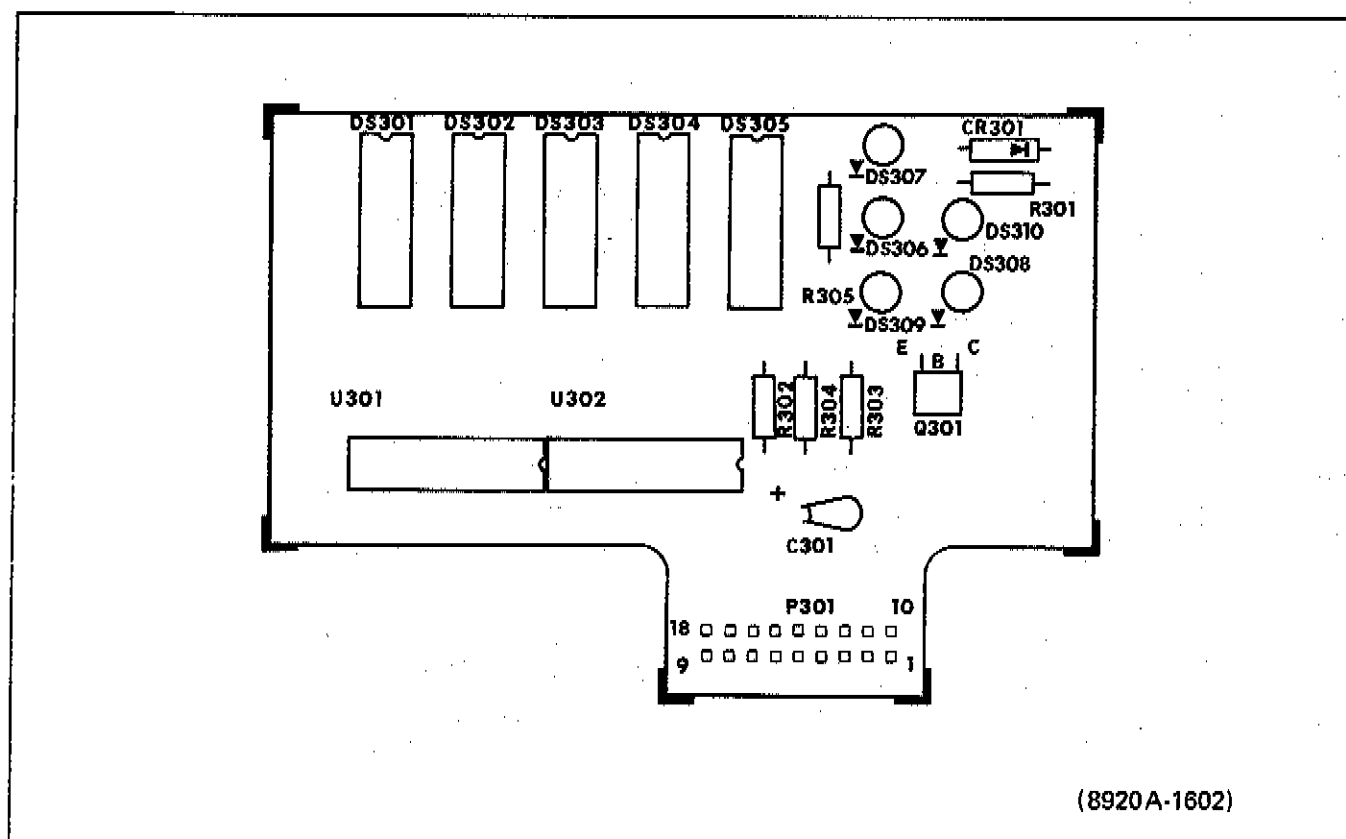 DS301 DS302 DS303 DS304 DS305
CR301
DS307
R301
DS306
DS310
DS308
R305
DS309
E B C
U301
U302
R302
R304
R303
Q301
+
C301
P301
18
10
9
1
(8920A-1602)